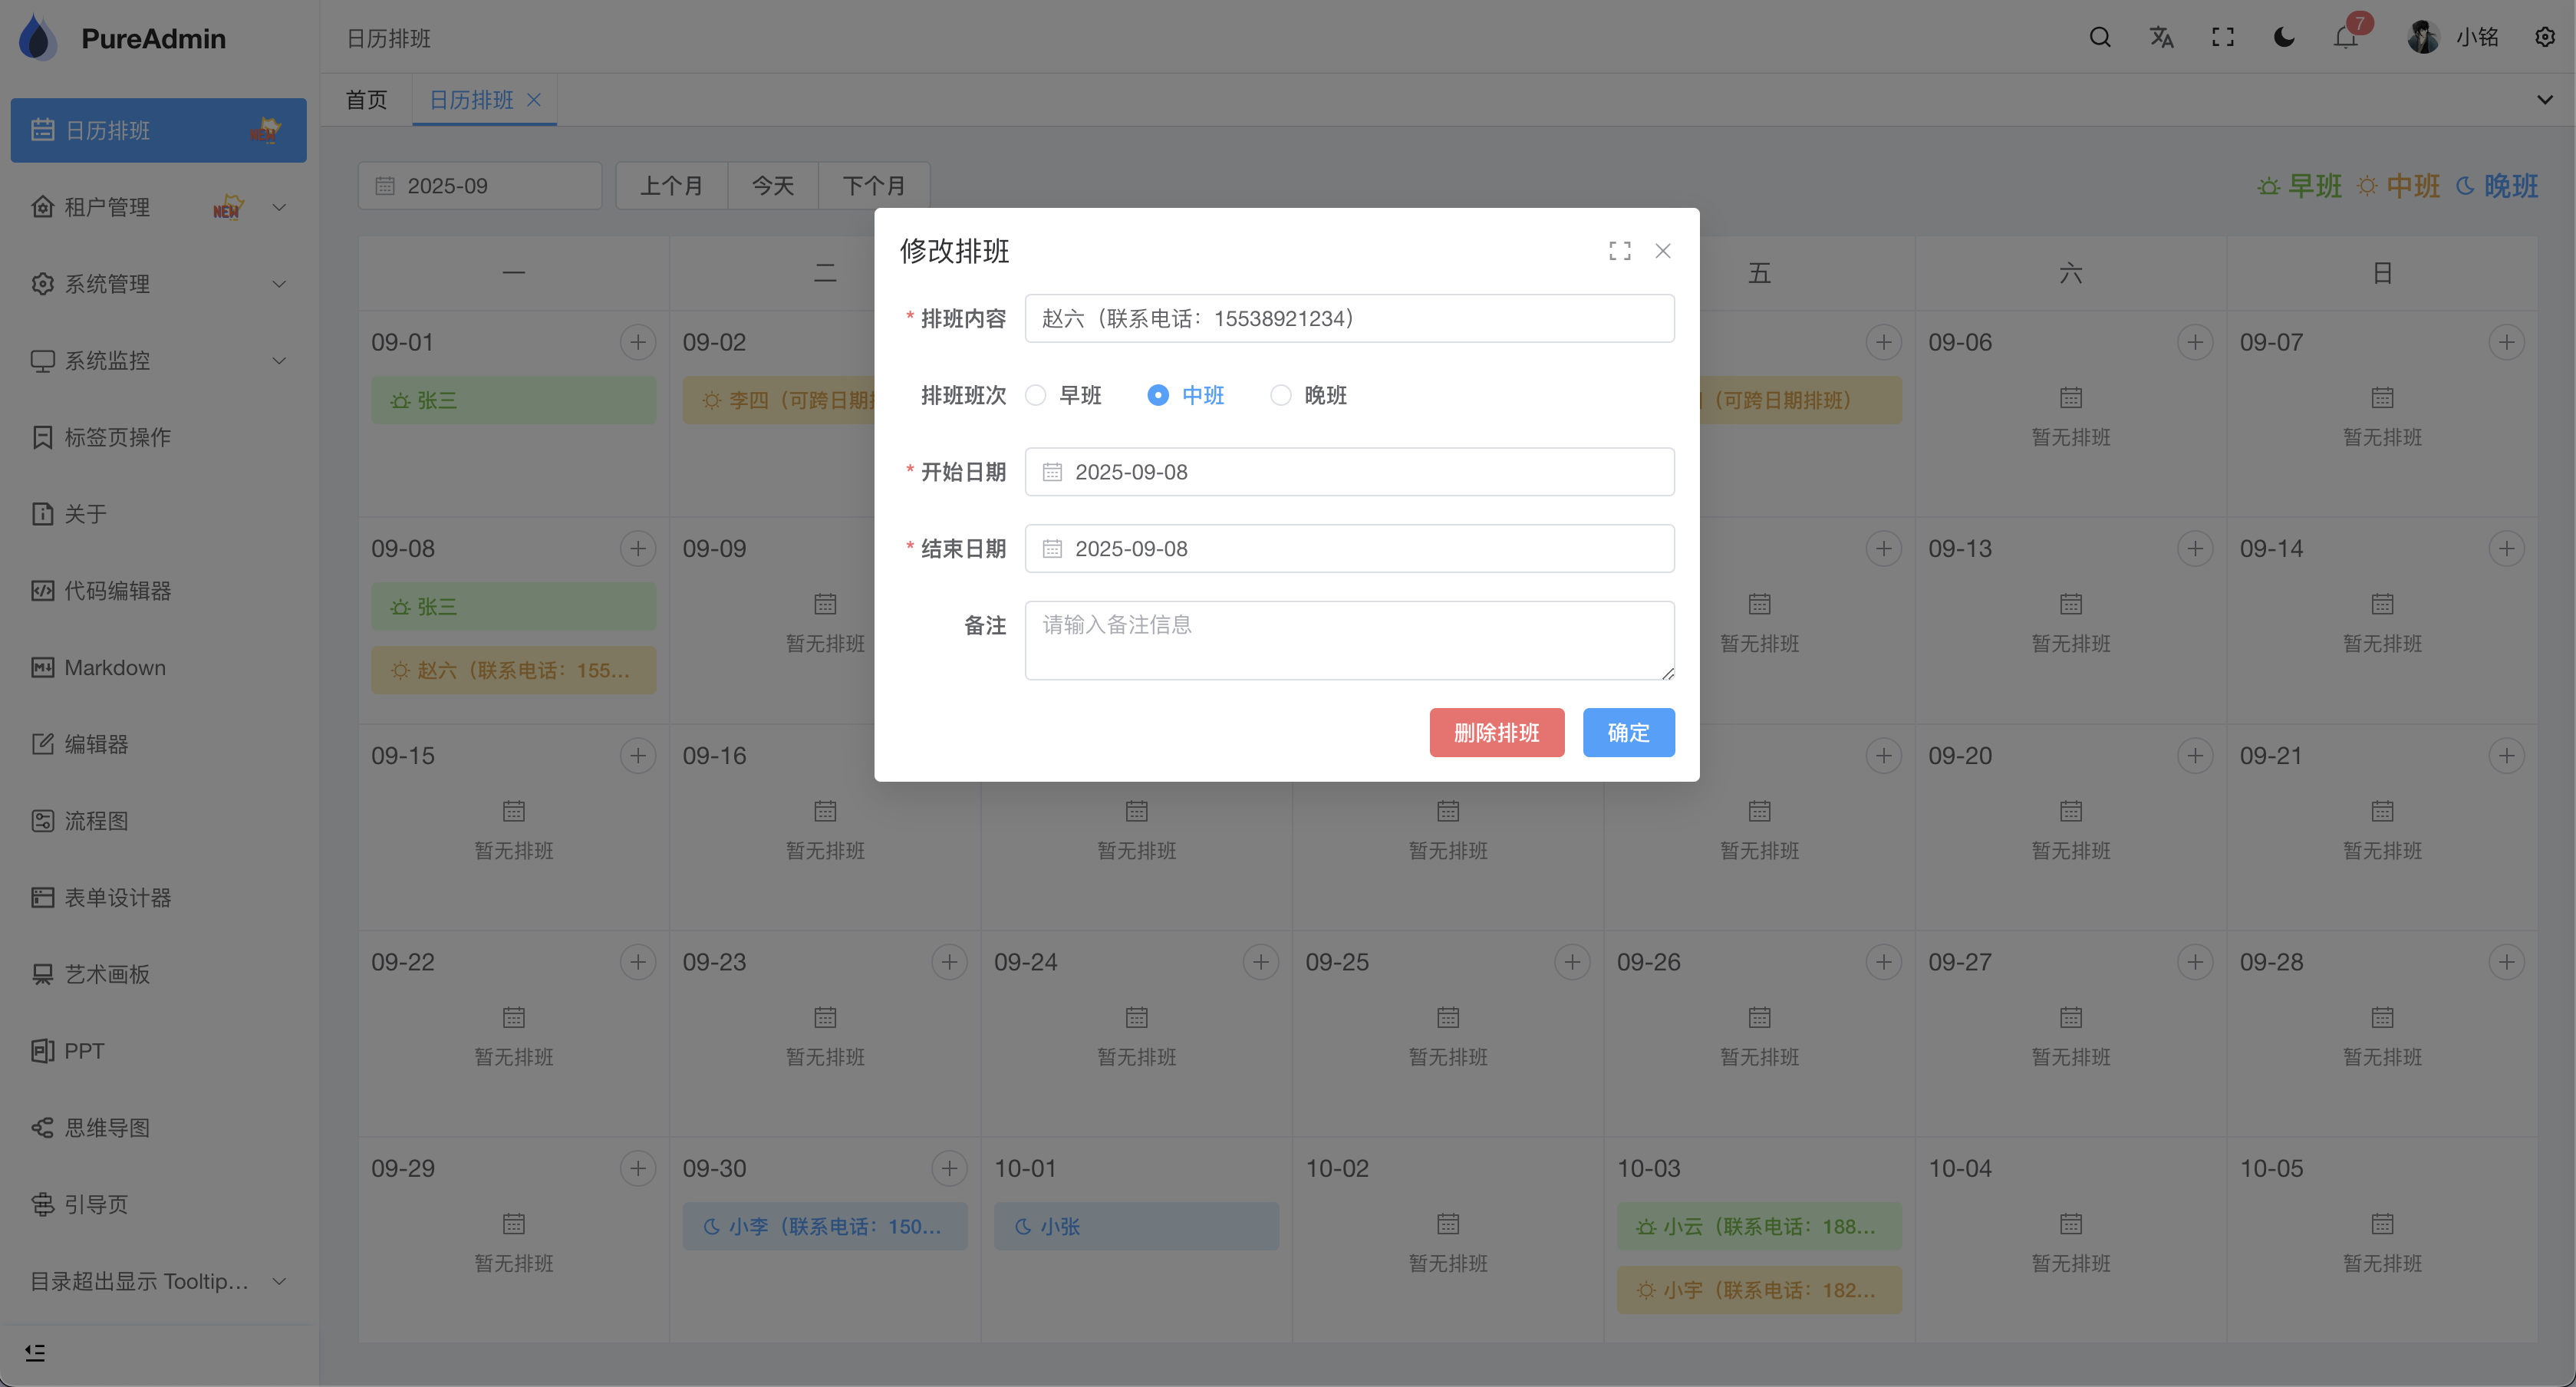 PureAdmin
日历排班
7
小铭
首页
日历排班
日历排班 NEW
租户管理 NEW
系统管理
系统监控
标签页操作
关于
代码编辑器
Markdown
编辑器
流程图
表单设计器
艺术画板
PPT
思维导图
引导页
目录超出显示 Tooltip...
2025-09
上个月 今天 下个月
早班 中班 晚班
一 二 五 六 日
09-01 09-02 09-06 09-07
张三 李四（可跨日期排 （可跨日期排班） 暂无排班 暂无排班
09-08 09-09 09-13 09-14
张三 暂无排班 暂无排班 暂无排班 暂无排班
赵六（联系电话：155...
09-15 09-16 09-20 09-21
暂无排班 暂无排班 暂无排班 暂无排班 暂无排班 暂无排班 暂无排班
09-22 09-23 09-24 09-25 09-26 09-27 09-28
暂无排班 暂无排班 暂无排班 暂无排班 暂无排班 暂无排班 暂无排班
09-29 09-30 10-01 10-02 10-03 10-04 10-05
暂无排班 小李（联系电话：150... 小张 暂无排班 小云（联系电话：188... 暂无排班 暂无排班
小宇（联系电话：182...
修改排班
* 排班内容 赵六（联系电话：15538921234）
排班班次 早班 中班 晚班
* 开始日期 2025-09-08
* 结束日期 2025-09-08
备注 请输入备注信息
删除排班 确定